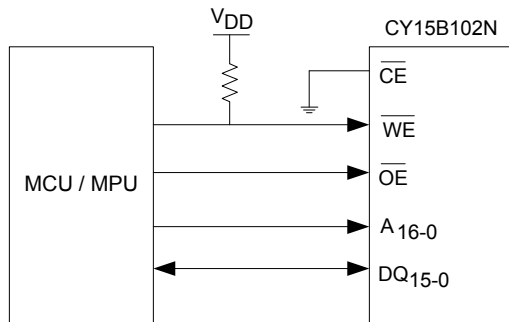 VDD
CY15B102N
CE
WE
MCU / MPU
OE
A16-0
DQ15-0